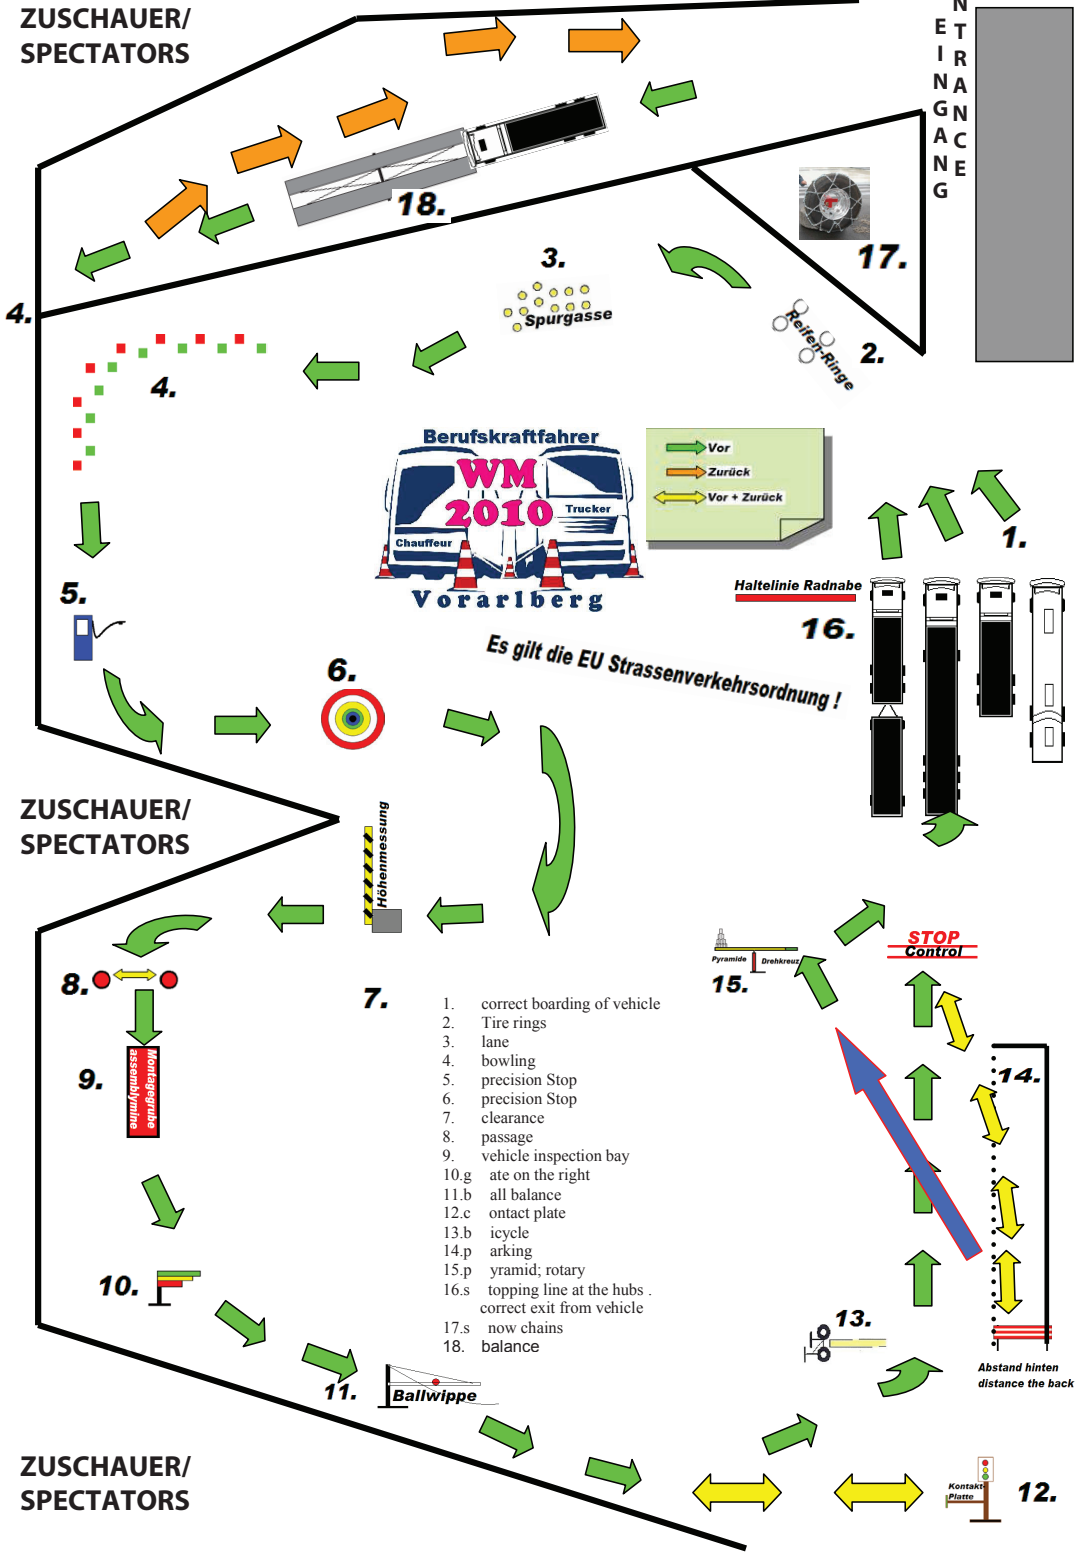 ZUSCHAUER/
SPECTATORS
EINGANG
NTRANCE
18.
17.
3.
Spurgasse
Reifen-Ringe
2.
4.
4.
Berufskraftfahrer
WM
2010
Trucker
Chauffeur
Vorarlberg
Vor
Zurück
Vor + Zurück
1.
5.
Haltelinie Radnabe
16.
Es gilt die EU Strassenverkehrsordnung !
6.
ZUSCHAUER/
SPECTATORS
Höhenmessung
7.
8.
STOP
Control
Pyramide
Drehkreuz
15.
9.
Montagegrube
assemblymine
14.
1. correct boarding of vehicle
2. Tire rings
3. lane
4. bowling
5. precision Stop
6. precision Stop
7. clearance
8. passage
9. vehicle inspection bay
10.g ate on the right
11.b all balance
12.c ontact plate
13.b icycle
14.p arking
15.p yramid; rotary
16.s topping line at the hubs .
correct exit from vehicle
17.s now chains
18. balance
10.
13.
Abstand hinten
distance the back
11.
Ballwippe
ZUSCHAUER/
SPECTATORS
Kontakt-
Platte
12.